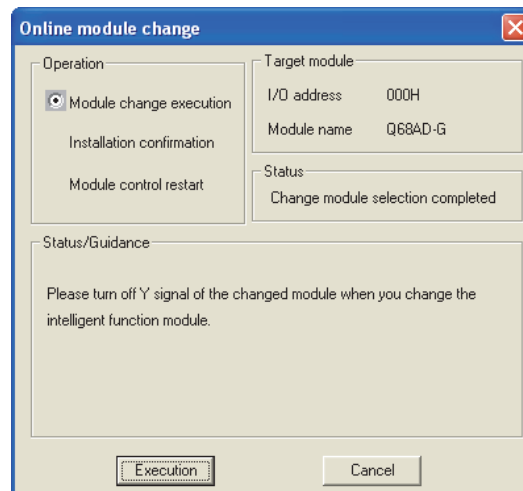 Online module change
Operation
Module change execution
Installation confirmation
Module control restart
Target module
I/O address 000H
Module name Q68AD-G
Status
Change module selection completed
Status/Guidance
Please turn off Y signal of the changed module when you change the
intelligent function module.
Execution Cancel